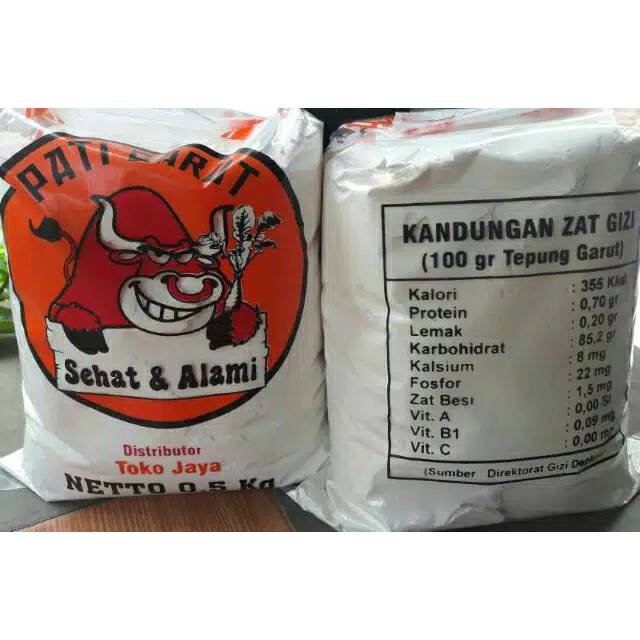 PATI GARUT
Sehat & Alami
Distributor
Toko Jaya
NETTO 0,5 Kg
KANDUNGAN ZAT GIZI
(100 gr Tepung Garut)
Kalori : 355 Kkal
Protein : 0,70 gr
Lemak : 0,20 gr
Karbohidrat : 85,2 gr
Kalsium : 8 mg
Fosfor : 22 mg
Zat Besi : 1,5 mg
Vit. A : 0,00 SI
Vit. B1 : 0,09 mg
Vit. C : 0,00 mg
(Sumber Direktorat Gizi